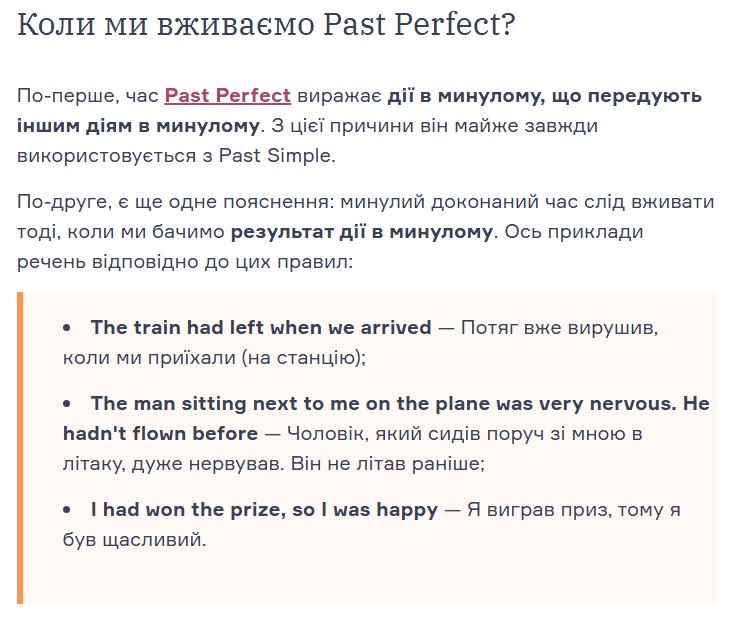 Коли ми вживаємо Past Perfect?
По-перше, час Past Perfect виражає дії в минулому, що передують
іншим діям в минулому. З цієї причини він майже завжди
використовується з Past Simple.
По-друге, є ще одне пояснення: минулий доконаний час слід вживати
тоді, коли ми бачимо результат дії в минулому. Ось приклади
речень відповідно до цих правил:
• The train had left when we arrived — Потяг вже вирушив,
коли ми приїхали (на станцію);
• The man sitting next to me on the plane was very nervous. He
hadn't flown before — Чоловік, який сидів поруч зі мною в
літаку, дуже нервував. Він не літав раніше;
• I had won the prize, so I was happy — Я виграв приз, тому я
був щасливий.